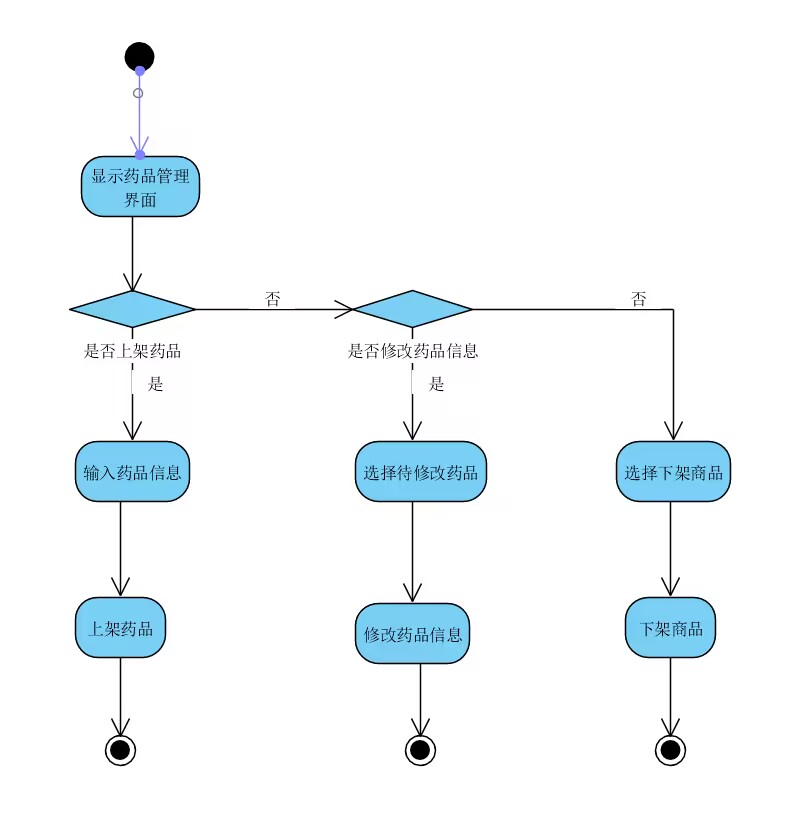 显示药品管理
界面
否
否
是否上架药品
是否修改药品信息
是
是
输入药品信息
选择待修改药品
选择下架商品
上架药品
修改药品信息
下架商品